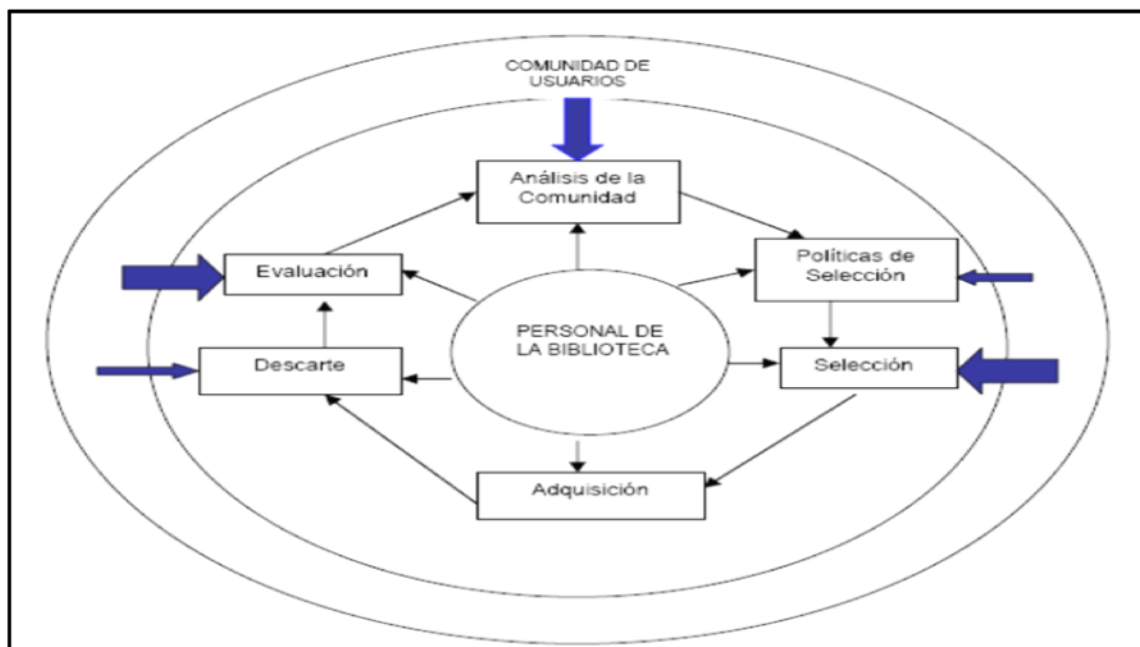 COMUNIDAD DE
USUARIOS
Análisis de la
Comunidad
Evaluación
Políticas de
Selección
PERSONAL DE
LA BIBLIOTECA
Descarte
Selección
Adquisición